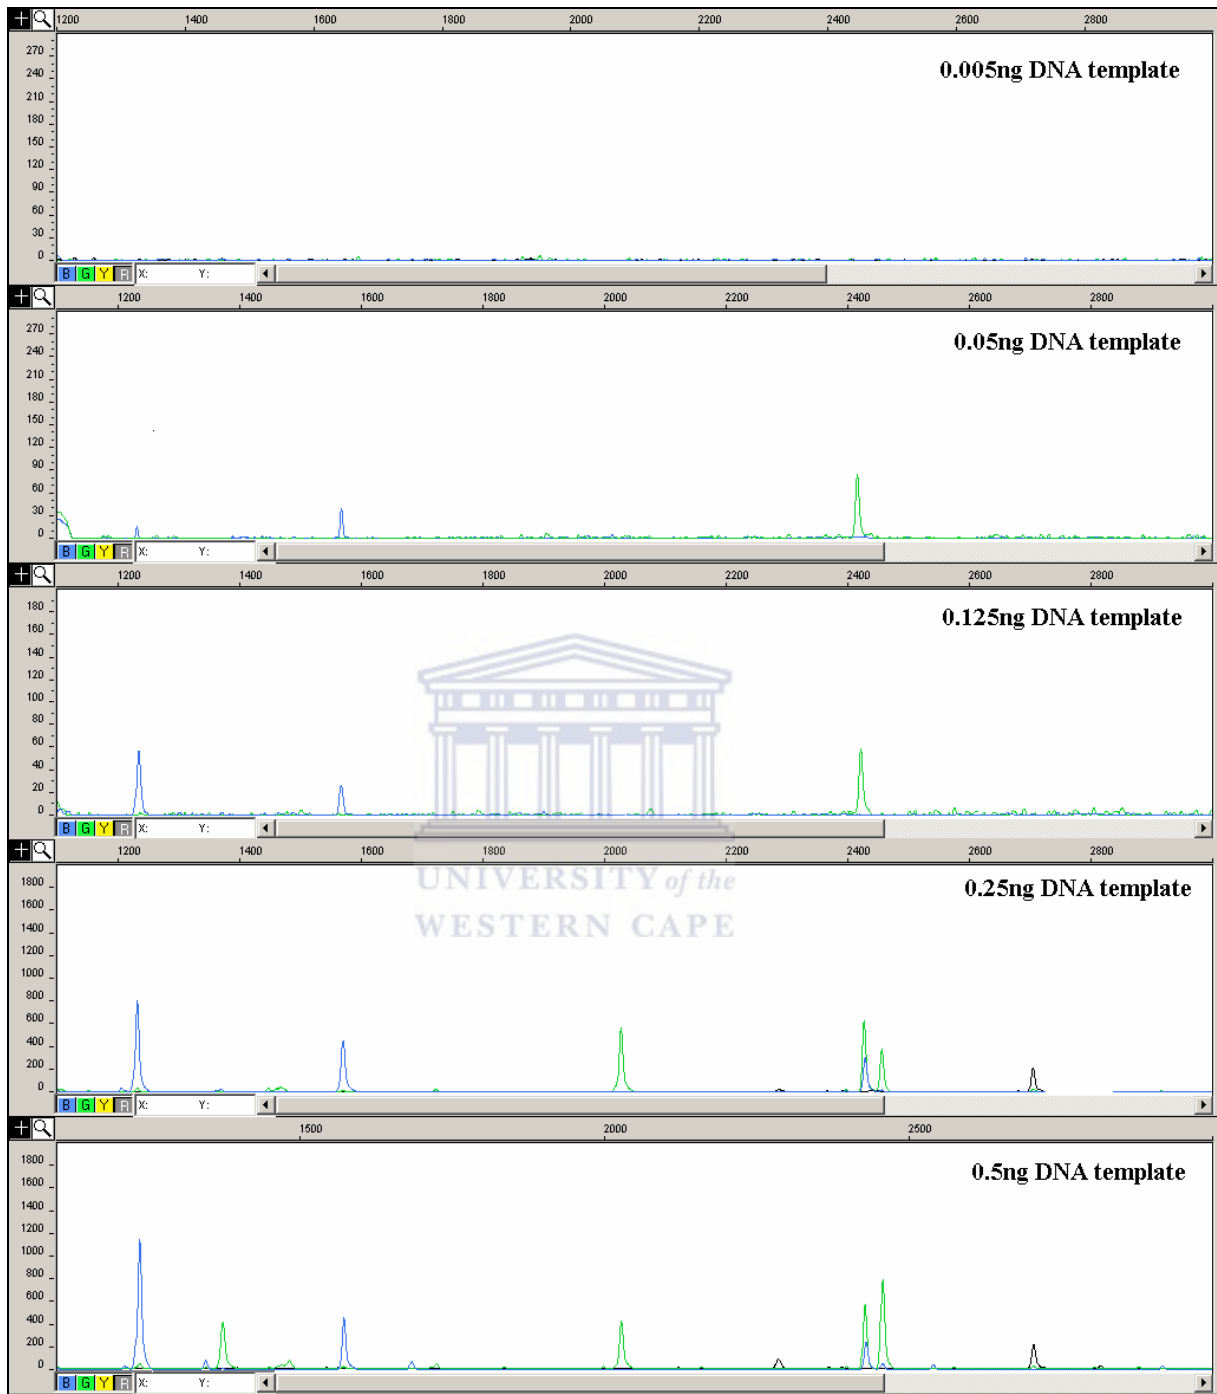 1200 1400 1600 1800 2000 2200 2400 2600 2800
0.005ng DNA template
270
240
210
180
150
120
90
60
30
0
B G Y R X: Y:
1200 1400 1600 1800 2000 2200 2400 2600 2800
0.05ng DNA template
270
240
210
180
150
120
90
60
30
0
B G Y R X: Y:
1200 1400 1600 1800 2000 2200 2400 2600 2800
0.125ng DNA template
180
160
140
120
100
80
60
40
20
0
B G Y R X: Y:
1200 1400 1600 1800 2000 2200 2400 2600 2800
0.25ng DNA template
1800
1600
1400
1200
1000
800
600
400
200
0
UNIVERSITY of the
WESTERN CAPE
B G Y R X: Y:
1500 2000 2500
0.5ng DNA template
1800
1600
1400
1200
1000
800
600
400
200
0
B G Y R X: Y: